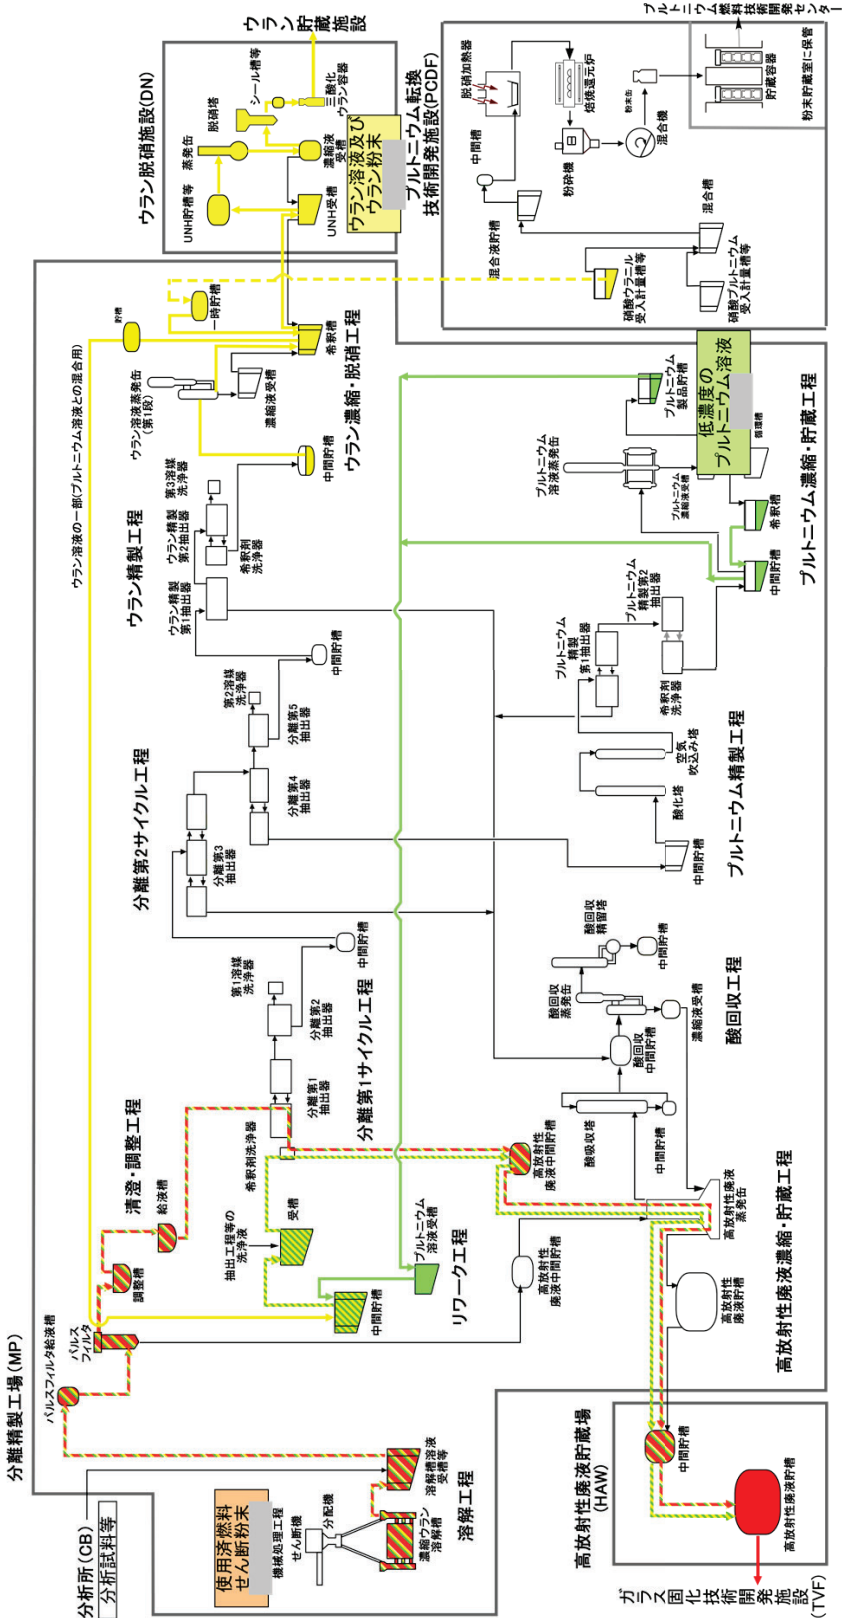 分離精製工場(MP)
分析所(CB)
分析試料等
使用済燃料
せん断粉末
機械処理工程
せん断機
分配機
濃縮ウラン
溶解槽
溶解槽溶液
受槽等
溶解工程
パルスフィルタ給液槽
パルス
フィルタ
調整槽
給液槽
清澄・調整工程
抽出工程等の
洗浄液
受槽
中間貯槽
プルトニウム
溶液受槽
リワーク工程
希釈剤洗浄器
分離第1
抽出器
分離第2
抽出器
第1溶媒
洗浄器
中間貯槽
分離第1サイクル工程
分離第2サイクル工程
分離第3
抽出器
分離第4
抽出器
分離第5
抽出器
第2溶媒
洗浄器
中間貯槽
ウラン精製工程
ウラン精製
第1抽出器
ウラン精製
第2抽出器
第3溶媒
洗浄器
希釈剤
洗浄器
中間貯槽
ウラン溶液の一部(プルトニウム溶液との混合用)
ウラン溶液蒸発缶
(第1段)
濃縮液受槽
貯槽
一時貯槽
希釈槽
ウラン濃縮・脱硝工程
ウラン脱硝施設(DN)
UNH貯槽等
蒸発缶
脱硝塔
シール槽等
三酸化
ウラン容器
濃縮液
受槽
UNH受槽
ウラン溶液及び
ウラン粉末
ウラン貯蔵施設
プルトニウム転換
技術開発施設(PCDF)
硝酸ウラニル
受入計量槽等
硝酸プルトニウム
受入計量槽等
混合槽
混合液貯槽
中間槽
脱硝加熱器
焙焼還元炉
粉砕機
混合機
粉末缶
貯蔵容器
粉末貯蔵室に保管
プルトニウム燃料技術開発センター
高放射性
廃液中間貯槽
高放射性
廃液中間貯槽
高放射性廃液
蒸発缶
高放射性
廃液貯槽
高放射性廃液濃縮・貯蔵工程
酸吸収塔
中間貯槽
酸回収
中間貯槽
酸回収
蒸発缶
酸回収
精留塔
中間貯槽
濃縮液受槽
酸回収工程
中間貯槽
酸化塔
空気
吹込み塔
プルトニウム
精製
第1抽出器
プルトニウム
精製第2
抽出器
希釈剤
洗浄器
プルトニウム精製工程
中間貯槽
希釈槽
プルトニウム
溶液蒸発缶
プルトニウム
濃縮液受槽
循環槽
プルトニウム
製品貯槽
低濃度の
プルトニウム溶液
プルトニウム濃縮・貯蔵工程
高放射性廃液貯蔵場
(HAW)
中間貯槽
高放射性廃液貯槽
ガラス固化技術開発施設
(TVF)